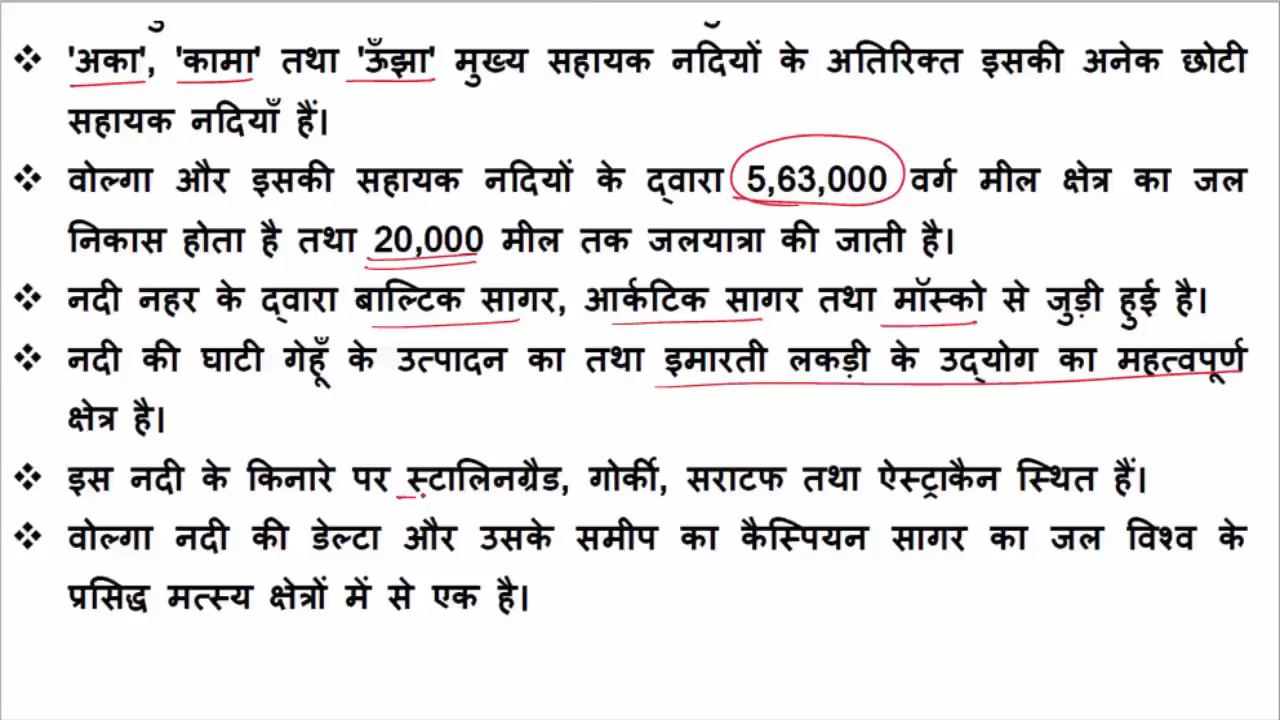 ❖ 'अका', 'कामा' तथा 'ऊँझा' मुख्य सहायक नदियों के अतिरिक्त इसकी अनेक छोटी
सहायक नदियाँ हैं।
❖ वोल्गा और इसकी सहायक नदियों के द्वारा 5,63,000 वर्ग मील क्षेत्र का जल
निकास होता है तथा 20,000 मील तक जलयात्रा की जाती है।
❖ नदी नहर के द्वारा बाल्टिक सागर, आर्कटिक सागर तथा मॉस्को से जुड़ी हुई है।
❖ नदी की घाटी गेहूँ के उत्पादन का तथा इमारती लकड़ी के उद्योग का महत्वपूर्ण
क्षेत्र है।
❖ इस नदी के किनारे पर स्टालिनग्रैड, गोर्की, सराटफ तथा ऐस्ट्राकैन स्थित हैं।
❖ वोल्गा नदी की डेल्टा और उसके समीप का कैस्पियन सागर का जल विश्व के
प्रसिद्ध मत्स्य क्षेत्रों में से एक है।